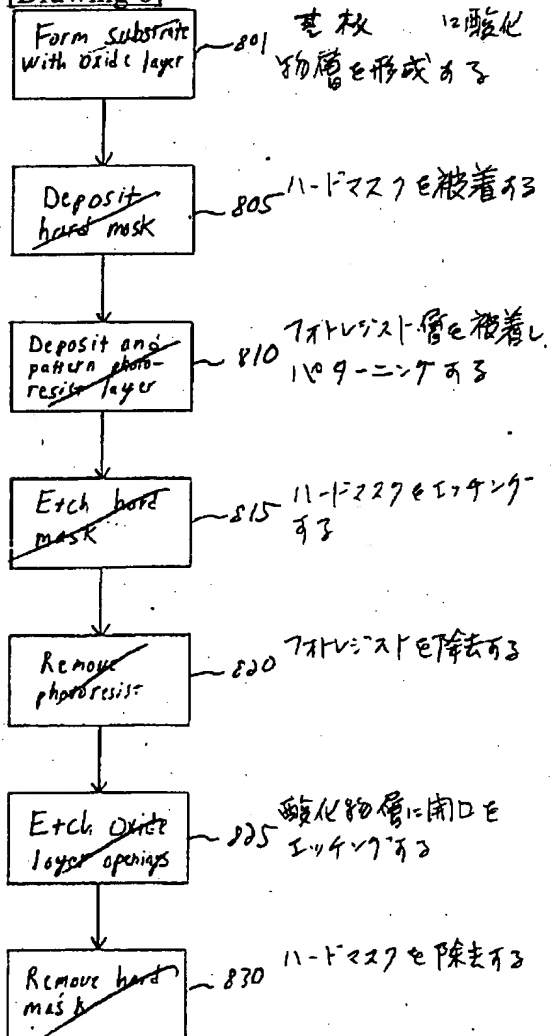 Form substrate
with oxide layer
801
基板 に酸化
物層を形成する
Deposit
hard mask
805
ハードマスクを被着する
Deposit and
pattern photo-
resist layer
810
フォトレジスト層を被着し
パターニングする
Etch hard
mask
815
ハードマスクをエッチング
する
Remove
photoresist
820
フォトレジストを除去する
Etch oxide
layer openings
825
酸化物層に開口を
エッチングする
Remove hard
mask
830
ハードマスクを除去する